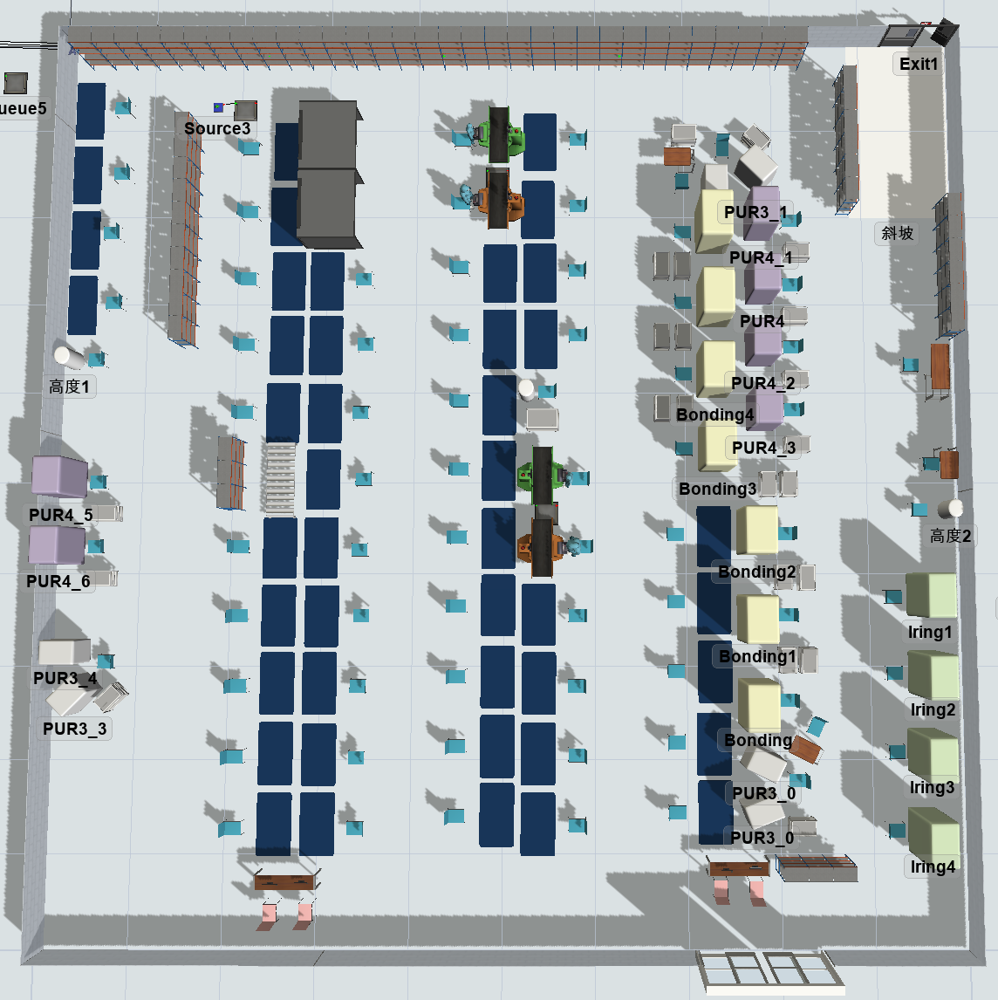 Exit1
ueue5
Source3
PUR3_1
斜坡
PUR4_1
PUR4
高度1
PUR4_2
Bonding4
PUR4_3
Bonding3
PUR4_5
高度2
Bonding2
PUR4_6
Iring1
Bonding1
PUR3_4
Iring2
PUR3_3
Bonding
Iring3
PUR3_0
PUR3_0
Iring4